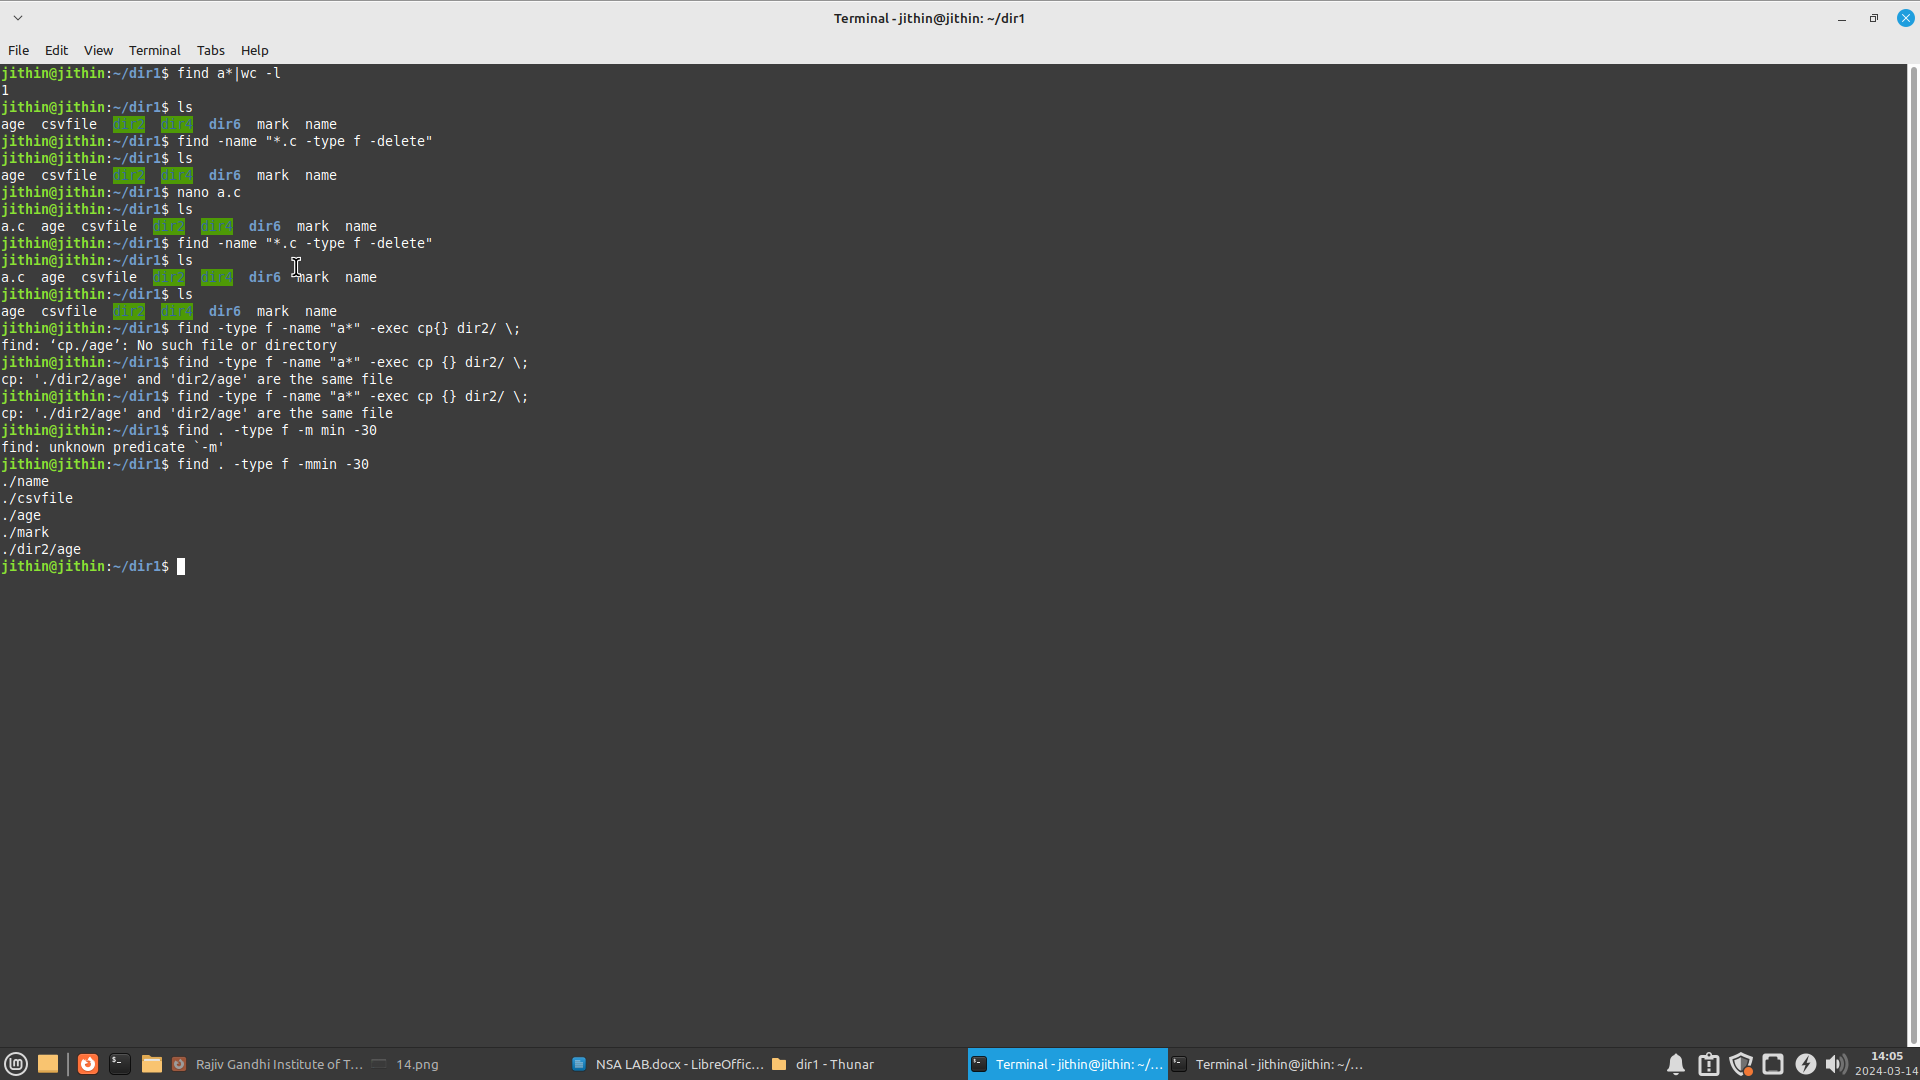 Terminal - jithin@jithin: ~/dir1
File Edit View Terminal Tabs Help
jithin@jithin:~/dir1$ find a*|wc -l
1
jithin@jithin:~/dir1$ ls
age  csvfile  dir2  dir4  dir6  mark  name
jithin@jithin:~/dir1$ find -name "*.c -type f -delete"
jithin@jithin:~/dir1$ ls
age  csvfile  dir2  dir4  dir6  mark  name
jithin@jithin:~/dir1$ nano a.c
jithin@jithin:~/dir1$ ls
a.c  age  csvfile  dir2  dir4  dir6  mark  name
jithin@jithin:~/dir1$ find -name "*.c -type f -delete"
jithin@jithin:~/dir1$ ls
a.c  age  csvfile  dir2  dir4  dir6  mark  name
jithin@jithin:~/dir1$ ls
age  csvfile  dir2  dir4  dir6  mark  name
jithin@jithin:~/dir1$ find -type f -name "a*" -exec cp{} dir2/ \;
find: ‘cp./age’: No such file or directory
jithin@jithin:~/dir1$ find -type f -name "a*" -exec cp {} dir2/ \;
cp: './dir2/age' and 'dir2/age' are the same file
jithin@jithin:~/dir1$ find -type f -name "a*" -exec cp {} dir2/ \;
cp: './dir2/age' and 'dir2/age' are the same file
jithin@jithin:~/dir1$ find . -type f -m min -30
find: unknown predicate `-m'
jithin@jithin:~/dir1$ find . -type f -mmin -30
./name
./csvfile
./age
./mark
./dir2/age
jithin@jithin:~/dir1$
Rajiv Gandhi Institute of T... 14.png NSA LAB.docx - LibreOffic... dir1 - Thunar Terminal - jithin@jithin: ~/... Terminal - jithin@jithin: ~/... 14:05
2024-03-14